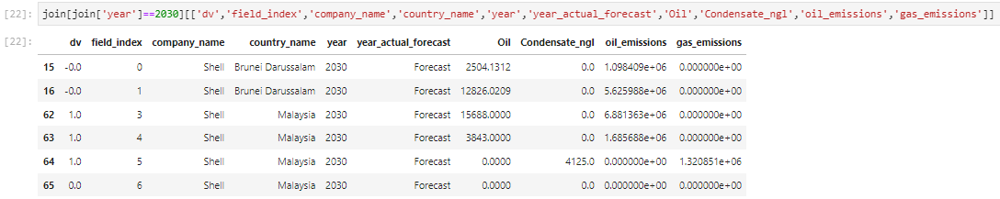 [22]: join[join['year']==2030][['dv','field_index','company_name','country_name','year','year_actual_forecast','Oil','Condensate_ngl','oil_emissions','gas_emissions']]
[22]: dv field_index company_name country_name year year_actual_forecast Oil Condensate_ngl oil_emissions gas_emissions
15 -0.0 0 Shell Brunei Darussalam 2030 Forecast 2504.1312 0.0 1.098409e+06 0.000000e+00
16 -0.0 1 Shell Brunei Darussalam 2030 Forecast 12826.0209 0.0 5.625988e+06 0.000000e+00
62 1.0 3 Shell Malaysia 2030 Forecast 15688.0000 0.0 6.881363e+06 0.000000e+00
63 1.0 4 Shell Malaysia 2030 Forecast 3843.0000 0.0 1.685688e+06 0.000000e+00
64 1.0 5 Shell Malaysia 2030 Forecast 0.0000 4125.0 0.000000e+00 1.320851e+06
65 0.0 6 Shell Malaysia 2030 Forecast 0.0000 0.0 0.000000e+00 0.000000e+00